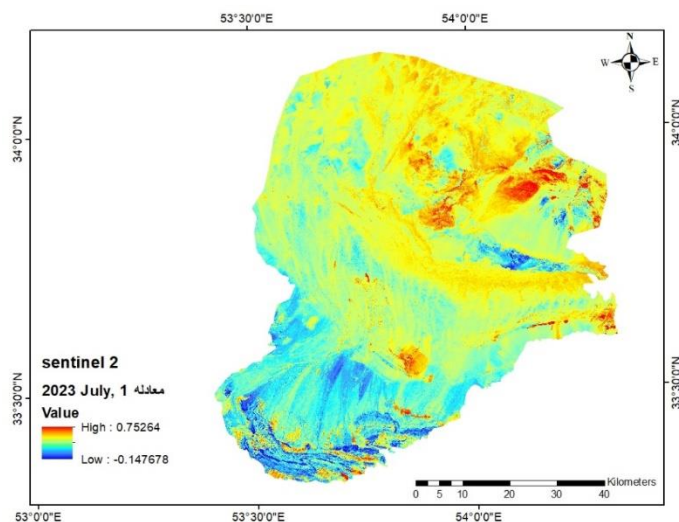 53°30'0"E
54°0'0"E
N
W E
S
34°0'0"N
34°0'0"N
sentinel 2
2023 July, 1 معادله
Value
High : 0.75264
Low : -0.147678
33°30'0"N
33°30'0"N
Kilometers
0 5 10 20 30 40
53°0'0"E
53°30'0"E
54°0'0"E